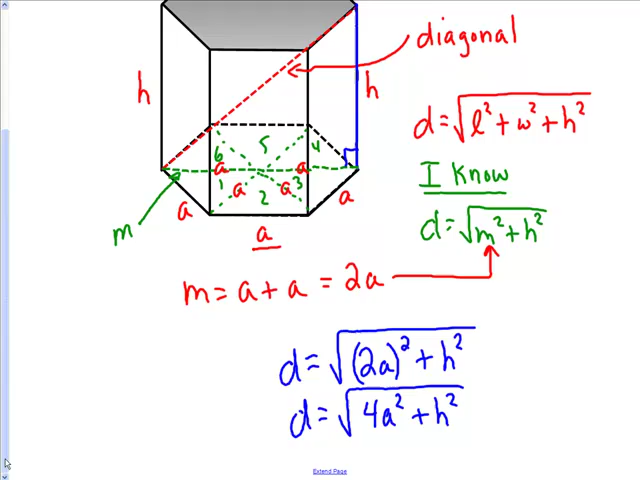 diagonal
h
h
d = √l² + w² + h²
6
5
4
a
a
1
a
2
a
3
I know
m
a
a
a
d = √m² + h²
m = a + a = 2a
d = √(2a)² + h²
d = √4a² + h²
Extend Page